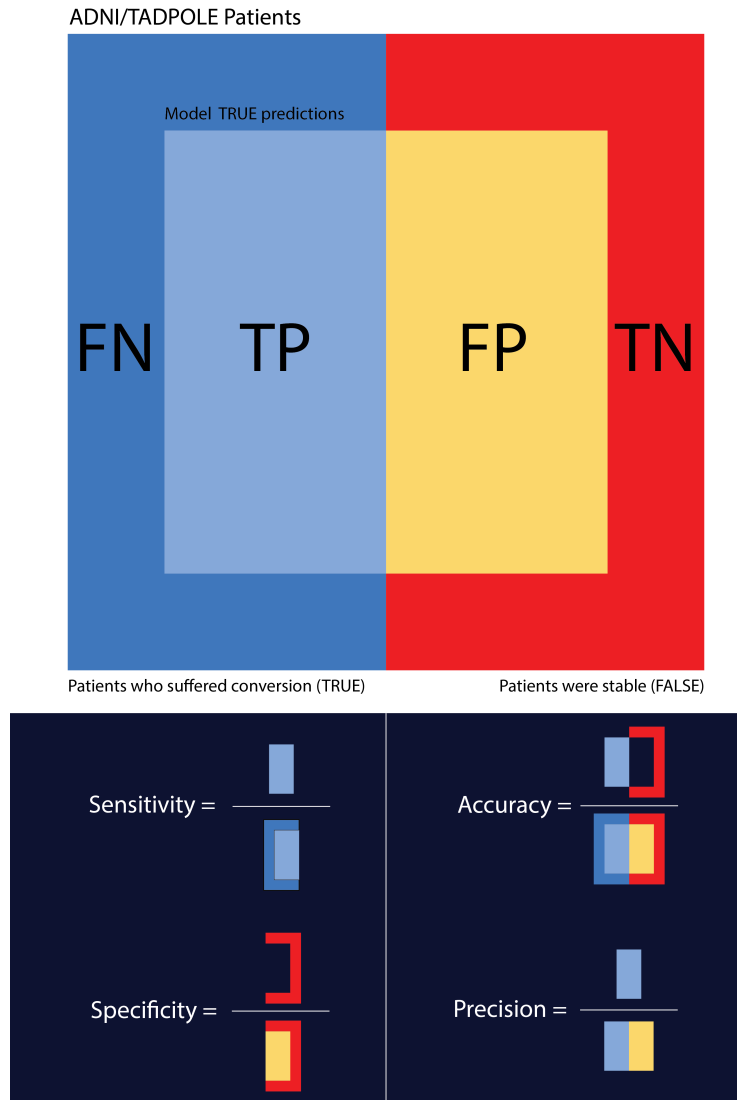 ADNI/TADPOLE Patients
Model  TRUE predictions
FN TP FP TN
Patients who suffered conversion (TRUE)
Patients were stable (FALSE)
Sensitivity =
Accuracy =
Specificity =
Precision =